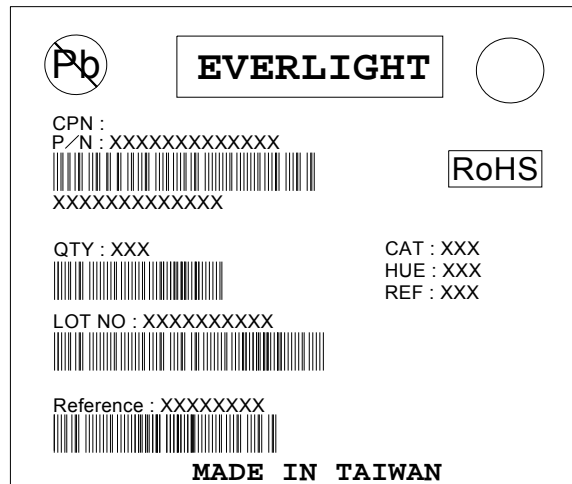 Pb
EVERLIGHT
CPN :
P/N : XXXXXXXXXXXXX
RoHS
XXXXXXXXXXXXX
QTY : XXX
CAT : XXX
HUE : XXX
REF : XXX
LOT NO : XXXXXXXXXX
Reference : XXXXXXXX
MADE IN TAIWAN